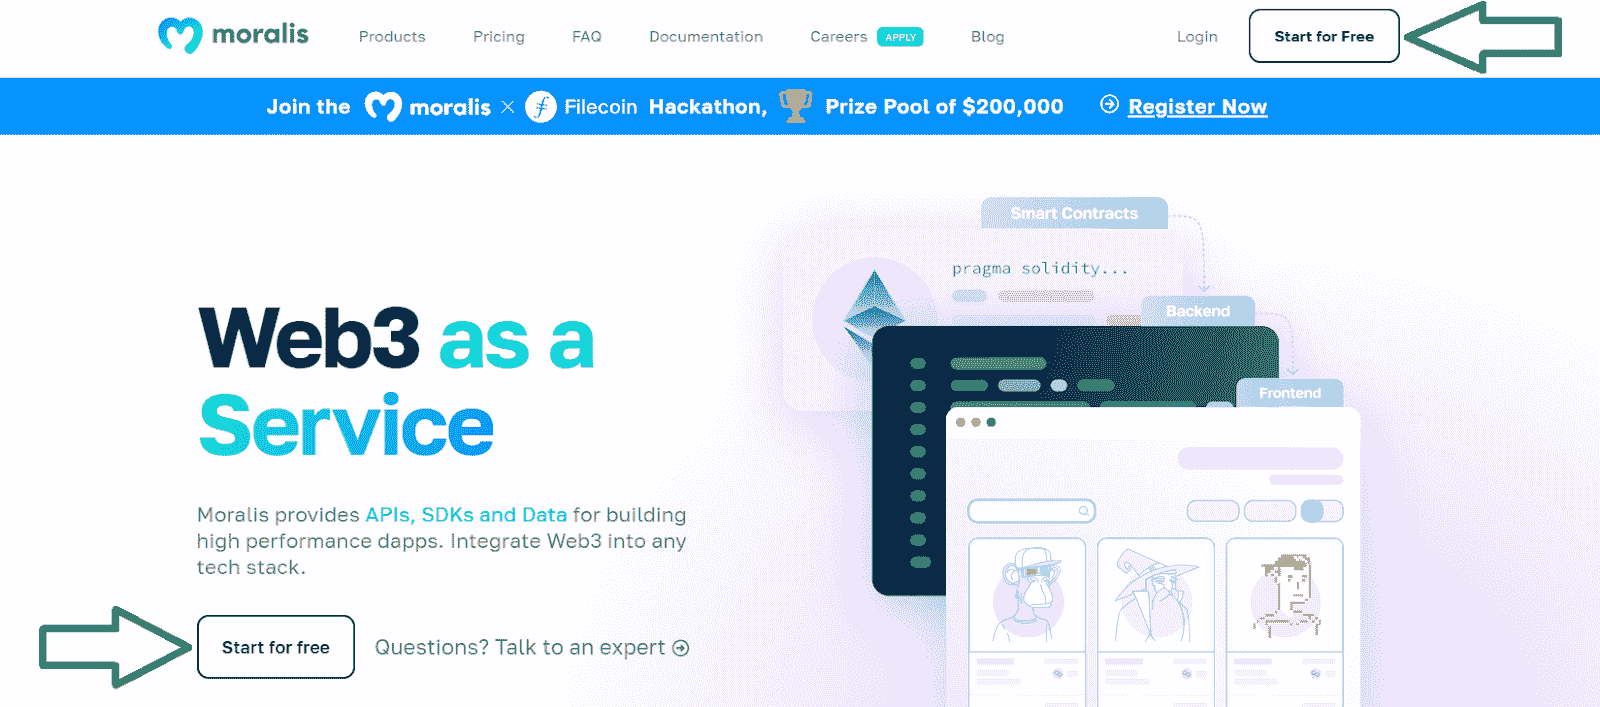 moralis Products Pricing FAQ Documentation Careers APPLY Blog Login Start for Free
Join the moralis × Filecoin Hackathon, Prize Pool of $200,000 Register Now
Smart Contracts
pragma solidity...
Backend
Frontend
Web3 as a
Service
Moralis provides APIs, SDKs and Data for building
high performance dapps. Integrate Web3 into any
tech stack.
Start for free Questions? Talk to an expert